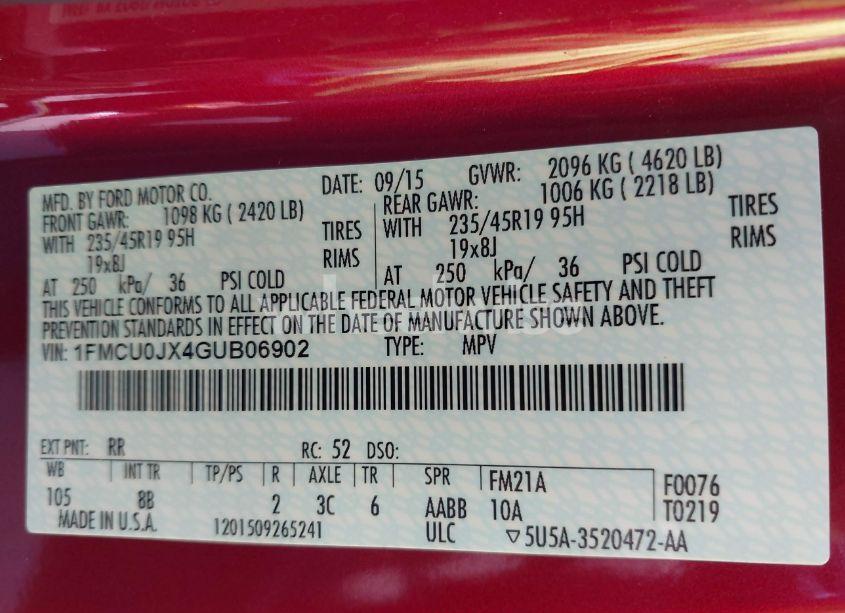 MFD. BY FORD MOTOR CO. DATE: 09/15 GVWR: 2096 KG ( 4620 LB)
FRONT GAWR: 1098 KG ( 2420 LB) REAR GAWR: 1006 KG ( 2218 LB)
WITH 235/45R19 95H TIRES WITH 235/45R19 95H TIRES
19x8J RIMS 19x8J RIMS
AT 250 kPa/ 36 PSI COLD AT 250 kPa/ 36 PSI COLD
THIS VEHICLE CONFORMS TO ALL APPLICABLE FEDERAL MOTOR VEHICLE SAFETY AND THEFT
PREVENTION STANDARDS IN EFFECT ON THE DATE OF MANUFACTURE SHOWN ABOVE.
VIN: 1FMCU0JX4GUB06902 TYPE: MPV
EXT PNT: RR RC: 52 DSO:
WB INT TR TP/PS R AXLE TR SPR FM21A F0076
105 8B 2 3C 6 AABB 10A T0219
MADE IN U.S.A. 1201509265241 ULC ▽5U5A-3520472-AA